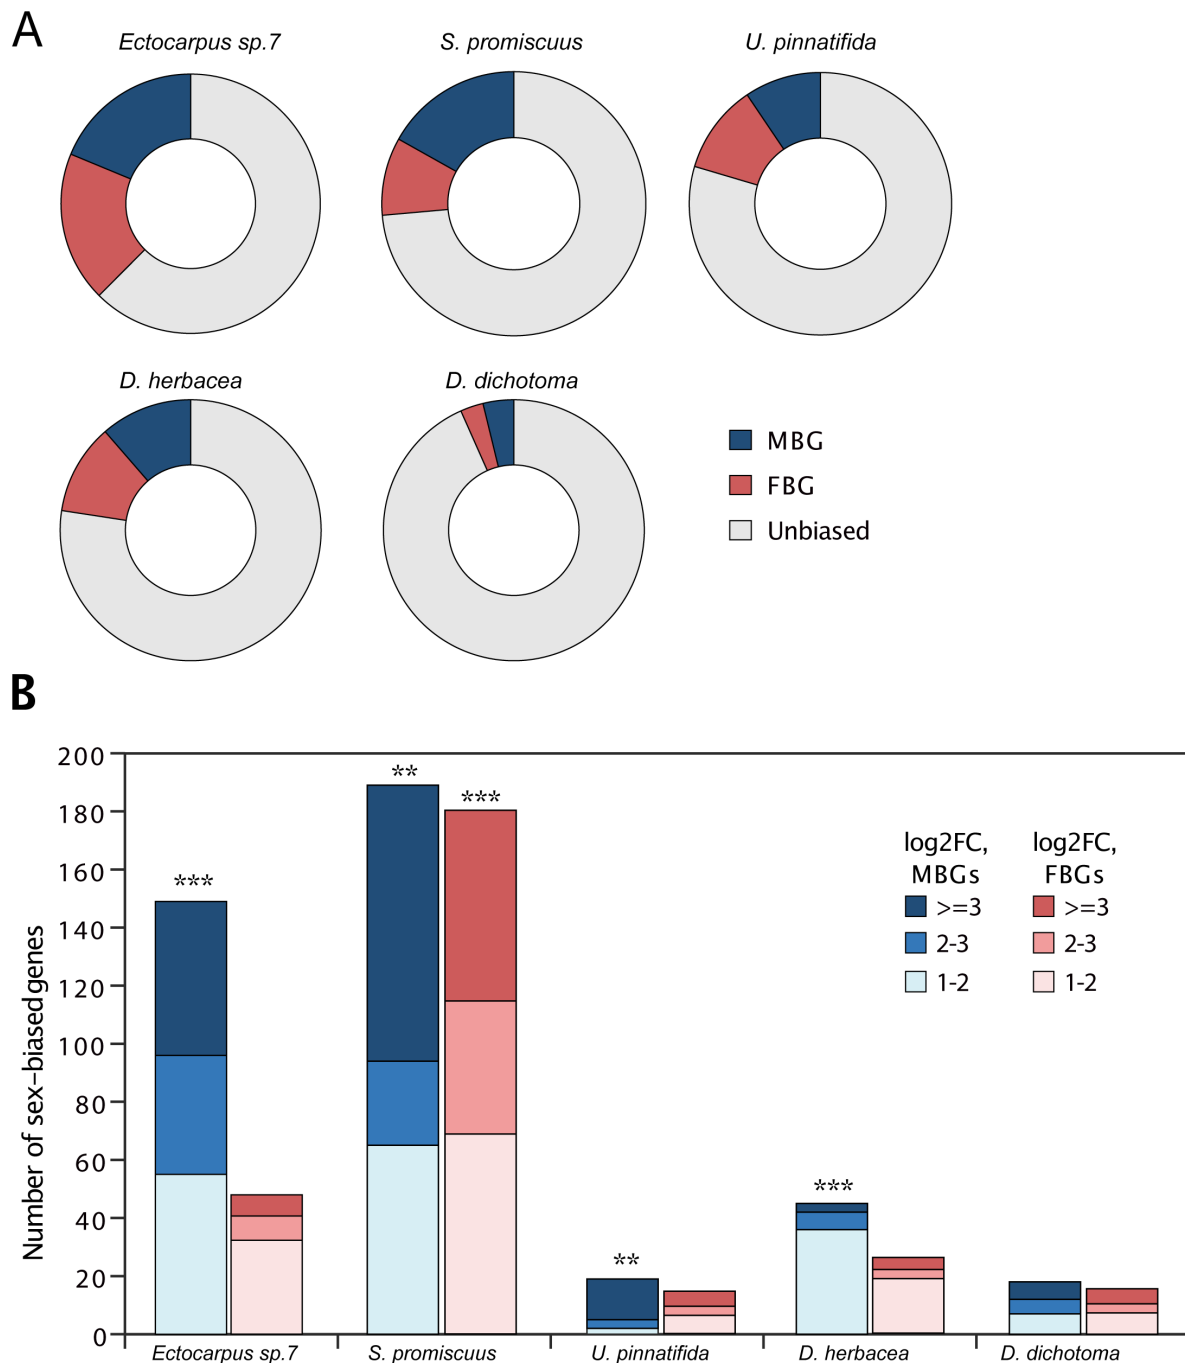 A
Ectocarpus sp.7
S. promiscuus
U. pinnatifida
D. herbacea
D. dichotoma
MBG
FBG
Unbiased
B
Number of sex-biasedgenes
200
180
160
140
120
100
80
60
40
20
0
***
**
***
**
***
log2FC, MBGs
>=3
2-3
1-2
log2FC, FBGs
>=3
2-3
1-2
Ectocarpus sp.7
S. promiscuus
U. pinnatifida
D. herbacea
D. dichotoma